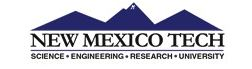 NEW MEXICO TECH
SCIENCE • ENGINEERING • RESEARCH • UNIVERSITY